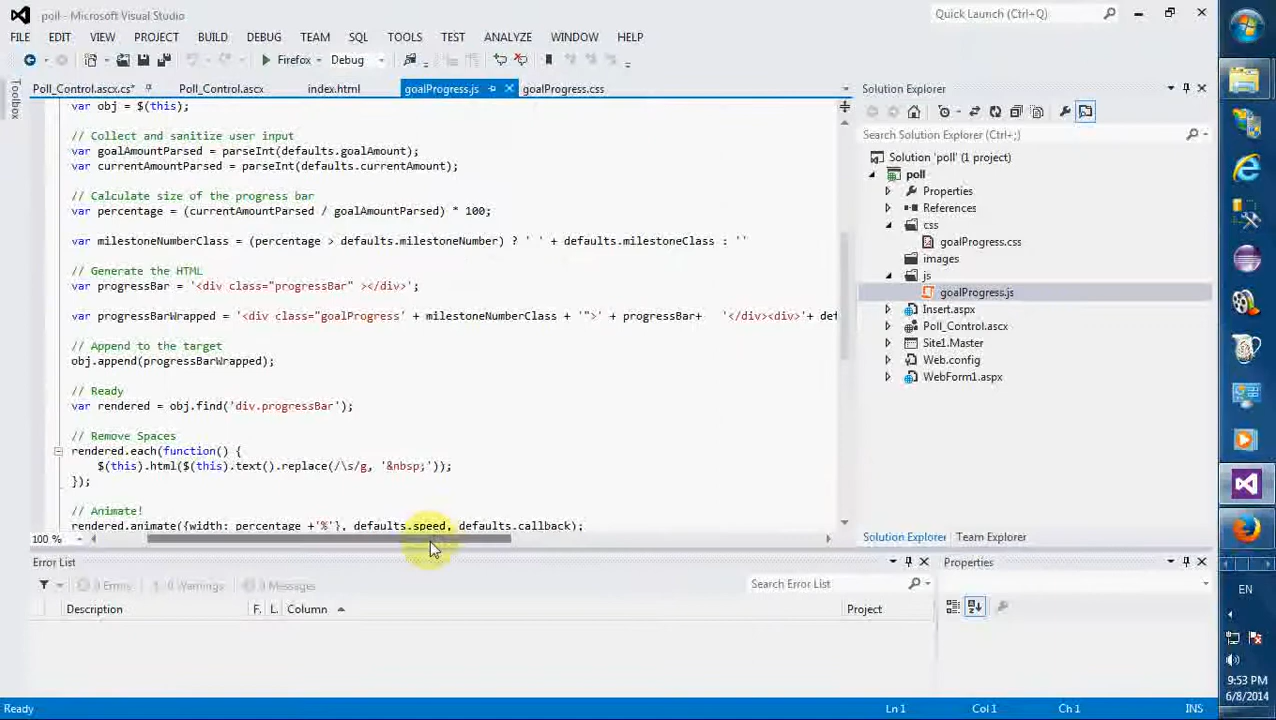 poll - Microsoft Visual Studio
Quick Launch (Ctrl+;)
FILE EDIT VIEW PROJECT BUILD DEBUG TEAM SQL TOOLS TEST ANALYZE WINDOW HELP
Firefox Debug
Toolbox
Poll_Control.ascx.cs* Poll_Control.ascx index.html goalProgress.js goalProgress.css
var obj = $(this);
// Collect and sanitize user input
var goalAmountParsed = parseInt(defaults.goalAmount);
var currentAmountParsed = parseInt(defaults.currentAmount);
// Calculate size of the progress bar
var percentage = (currentAmountParsed / goalAmountParsed) * 100;
var milestoneNumberClass = (percentage > defaults.milestoneNumber) ? ' ' + defaults.milestoneClass : ''
// Generate the HTML
var progressBar = '<div class="progressBar" ></div>';
var progressBarWrapped = '<div class="goalProgress' + milestoneNumberClass + '">' + progressBar+ '</div><div>'+ def
// Append to the target
obj.append(progressBarWrapped);
// Ready
var rendered = obj.find('div.progressBar');
// Remove Spaces
rendered.each(function() {
$(this).html($(this).text().replace(/\s/g, '&nbsp;'));
});
// Animate!
rendered.animate({width: percentage +'%'}, defaults.speed, defaults.callback);
100 %
Solution Explorer
Search Solution Explorer (Ctrl+;)
Solution 'poll' (1 project)
poll
Properties
References
css
goalProgress.css
images
js
goalProgress.js
Insert.aspx
Poll_Control.ascx
Site1.Master
Web.config
WebForm1.aspx
Solution Explorer Team Explorer
Error List
0 Errors 0 Warnings 0 Messages
Search Error List
Description F. L. Column Project
Properties
EN
9:53 PM
6/8/2014
Ready
Ln 1 Col 1 Ch 1 INS